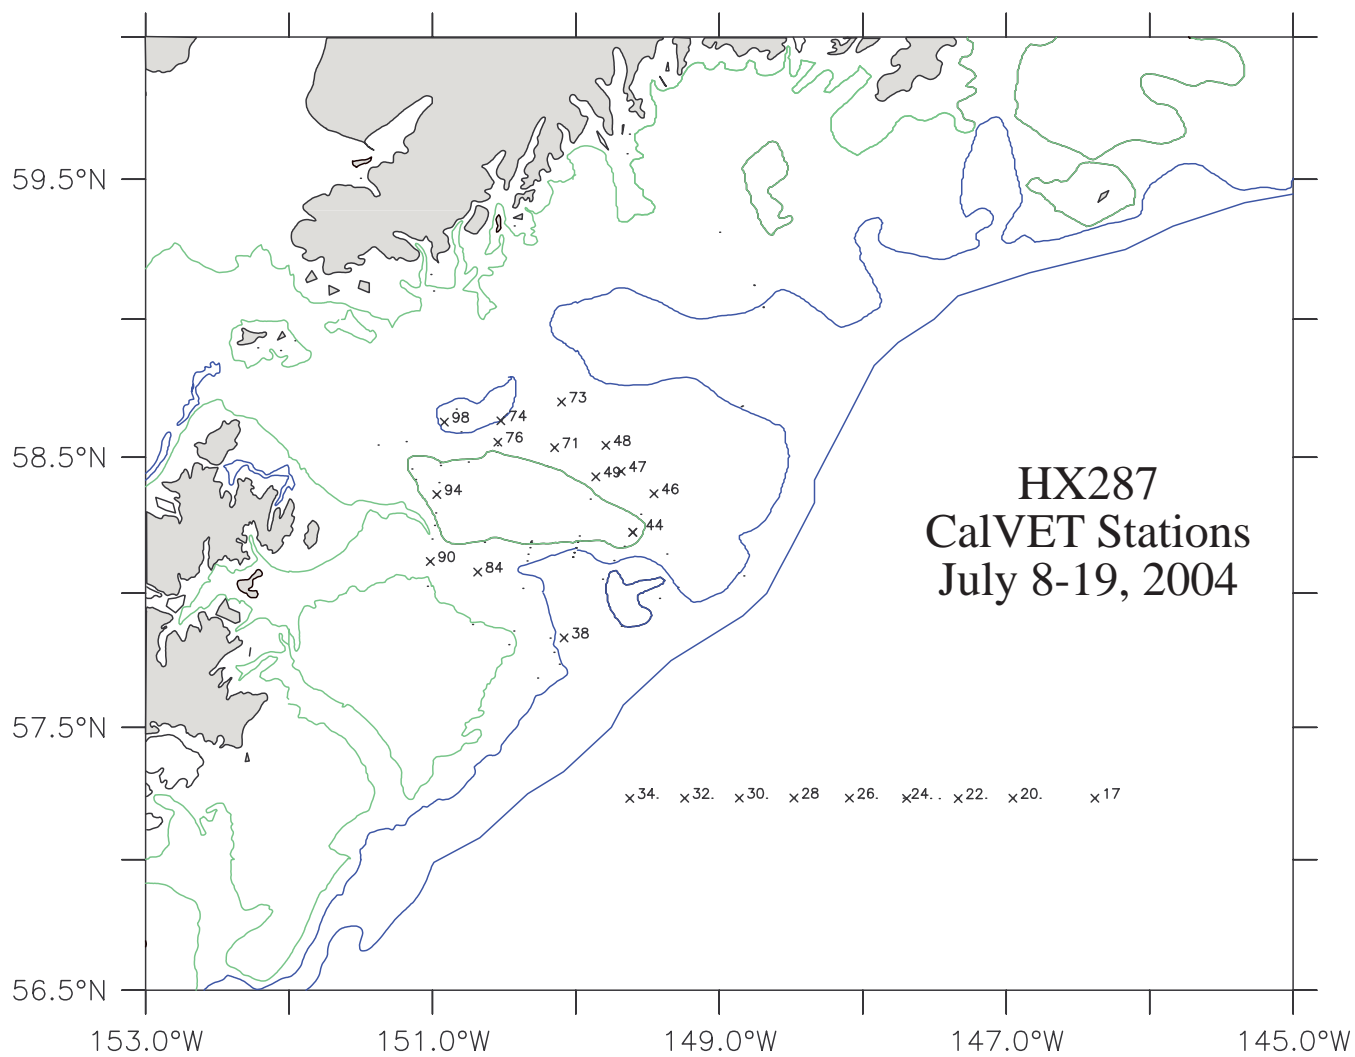 59.5°N
73
98
74
76
71
48
58.5°N
49
47
94
46
HX287
CalVET Stations
July 8-19, 2004
44
90
84
38
57.5°N
34. 32. 30. 28 26. 24. . 22. 20. 17
56.5°N
153.0°W 151.0°W 149.0°W 147.0°W 145.0°W